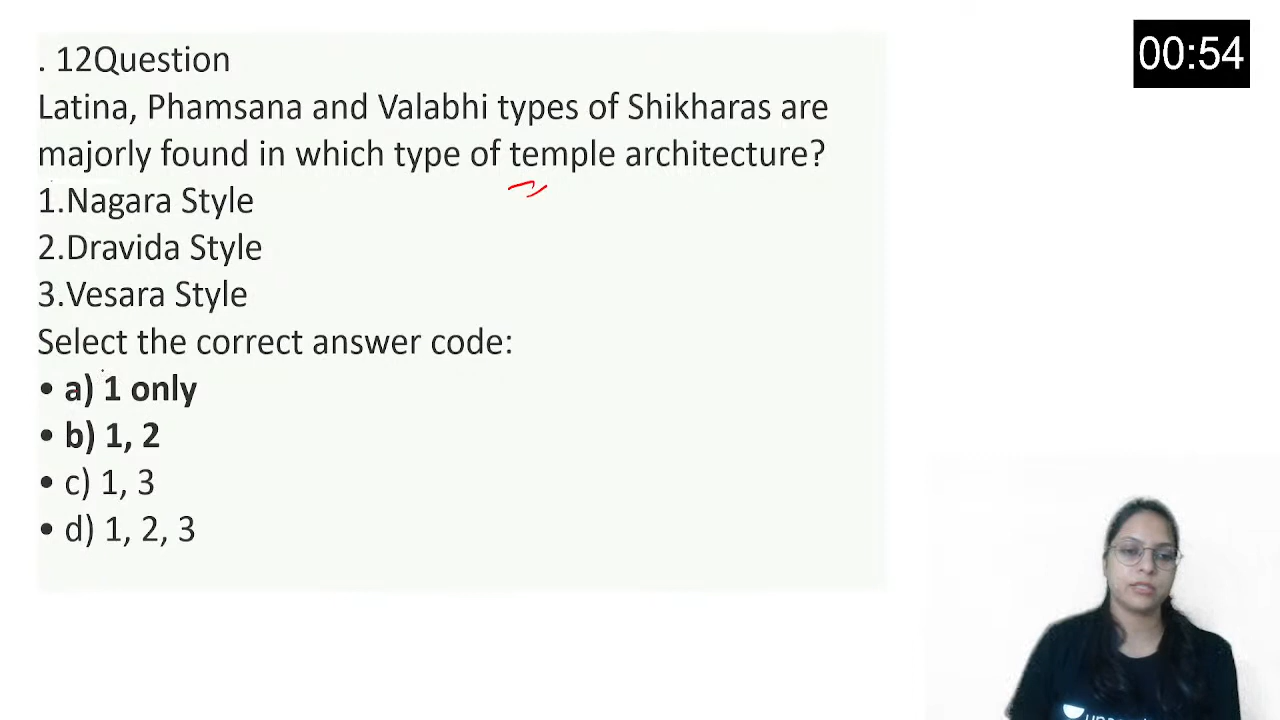 00:54
. 12Question
Latina, Phamsana and Valabhi types of Shikharas are
majorly found in which type of temple architecture?
1.Nagara Style
2.Dravida Style
3.Vesara Style
Select the correct answer code:
• a) 1 only
• b) 1, 2
• c) 1, 3
• d) 1, 2, 3